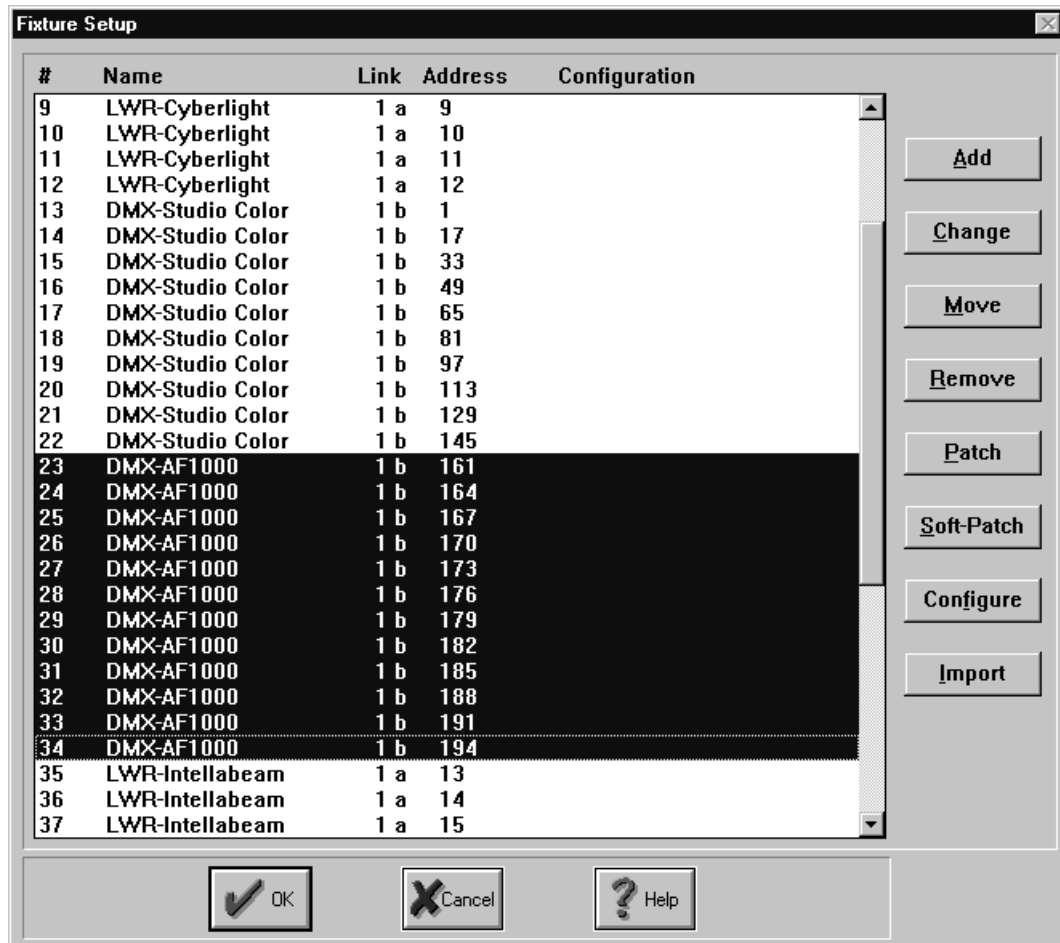 Fixture Setup
# Name Link Address Configuration
9 LWR-Cyberlight 1 a 9
10 LWR-Cyberlight 1 a 10
11 LWR-Cyberlight 1 a 11
12 LWR-Cyberlight 1 a 12
13 DMX-Studio Color 1 b 1
14 DMX-Studio Color 1 b 17
15 DMX-Studio Color 1 b 33
16 DMX-Studio Color 1 b 49
17 DMX-Studio Color 1 b 65
18 DMX-Studio Color 1 b 81
19 DMX-Studio Color 1 b 97
20 DMX-Studio Color 1 b 113
21 DMX-Studio Color 1 b 129
22 DMX-Studio Color 1 b 145
23 DMX-AF1000 1 b 161
24 DMX-AF1000 1 b 164
25 DMX-AF1000 1 b 167
26 DMX-AF1000 1 b 170
27 DMX-AF1000 1 b 173
28 DMX-AF1000 1 b 176
29 DMX-AF1000 1 b 179
30 DMX-AF1000 1 b 182
31 DMX-AF1000 1 b 185
32 DMX-AF1000 1 b 188
33 DMX-AF1000 1 b 191
34 DMX-AF1000 1 b 194
35 LWR-Intellabeam 1 a 13
36 LWR-Intellabeam 1 a 14
37 LWR-Intellabeam 1 a 15
Add
Change
Move
Remove
Patch
Soft-Patch
Configure
Import
OK
Cancel
Help